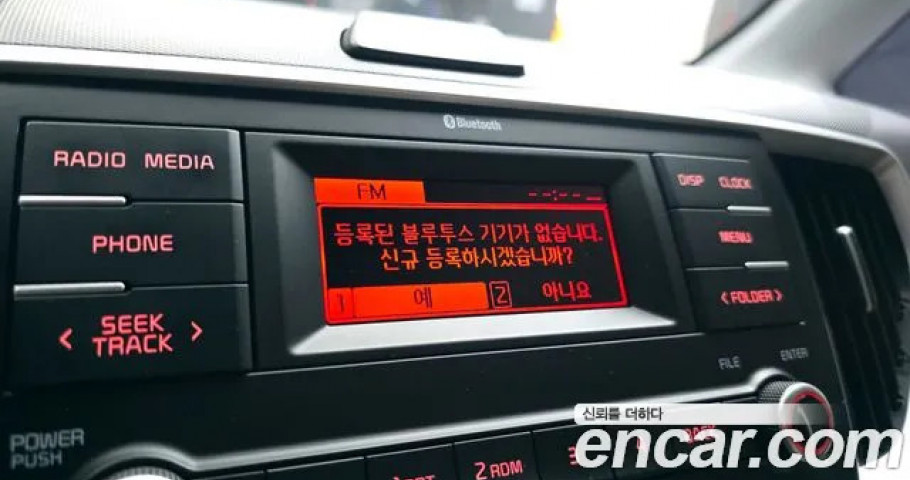 Bluetooth
RADIO MEDIA
PHONE
< SEEK >
TRACK
POWER
PUSH
FM --:--
등록된 블루투스 기기가 없습니다.
신규 등록하시겠습니까?
1 예 2 아니요
DISP CLOCK
MENU
< FOLDER >
FILE
ENTER
2 RDM
신뢰를 더하다
encar.com